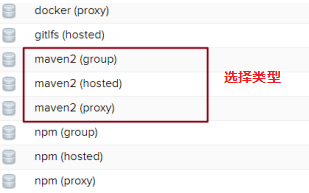 docker (proxy)
gitlfs (hosted)
maven2 (group)
maven2 (hosted)
选择类型
maven2 (proxy)
npm (group)
npm (hosted)
npm (proxy)